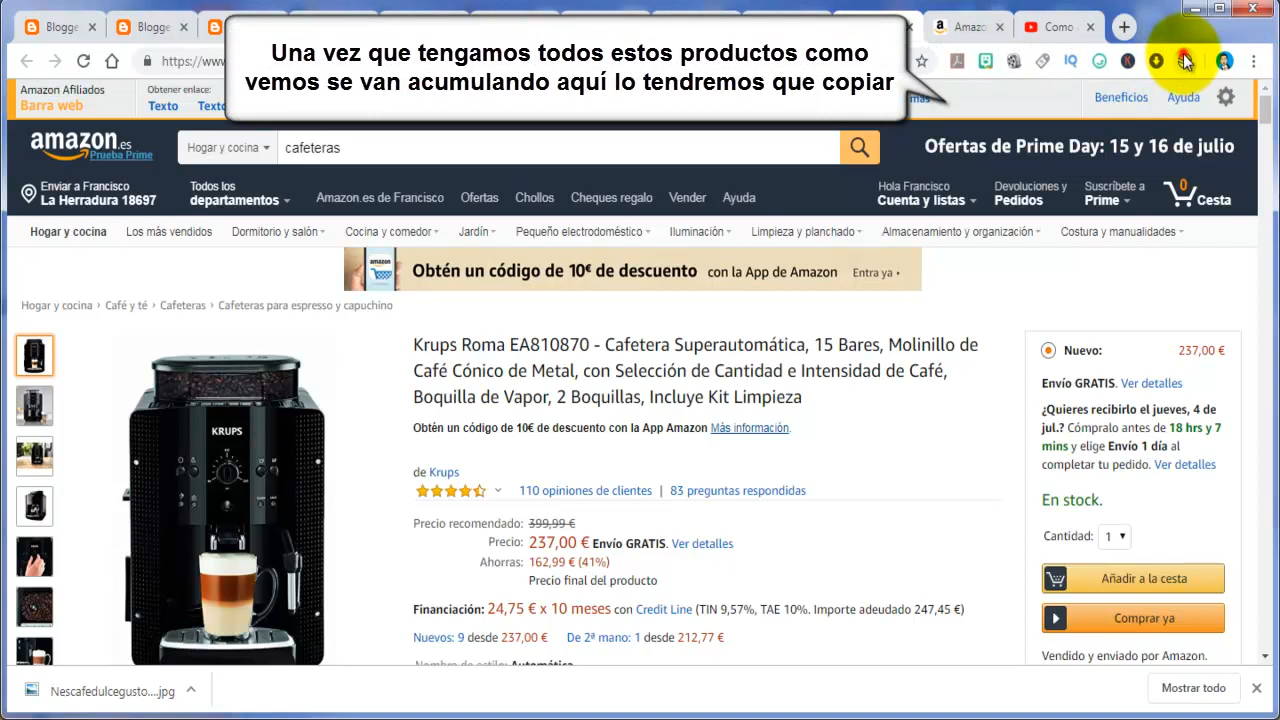 Blogge
Blogge
Amazo
Como
Una vez que tengamos todos estos productos como
vemos se van acumulando aquí lo tendremos que copiar
https://www
Amazon Afiliados
Barra web
Obtener enlace:
Texto
Beneficios
Ayuda
amazon.es
Prueba Prime
Hogar y cocina
cafeteras
Ofertas de Prime Day: 15 y 16 de julio
Enviar a Francisco
La Herradura 18697
Todos los
departamentos
Amazon.es de Francisco
Ofertas
Chollos
Cheques regalo
Vender
Ayuda
Hola Francisco
Cuenta y listas
Devoluciones y
Pedidos
Suscríbete a
Prime
0
Cesta
Hogar y cocina
Los más vendidos
Dormitorio y salón
Cocina y comedor
Jardín
Pequeño electrodoméstico
Iluminación
Limpieza y planchado
Almacenamiento y organización
Costura y manualidades
amazon
Obtén un código de 10€ de descuento con la App de Amazon Entra ya ›
Hogar y cocina › Café y té › Cafeteras › Cafeteras para espresso y capuchino
KRUPS
Krups Roma EA810870 - Cafetera Superautomática, 15 Bares, Molinillo de
Café Cónico de Metal, con Selección de Cantidad e Intensidad de Café,
Boquilla de Vapor, 2 Boquillas, Incluye Kit Limpieza
Obtén un código de 10€ de descuento con la App Amazon Más información.
de Krups
110 opiniones de clientes | 83 preguntas respondidas
Precio recomendado: 399,99 €
Precio: 237,00 € Envío GRATIS. Ver detalles
Ahorras: 162,99 € (41%)
Precio final del producto
Financiación: 24,75 € x 10 meses con Credit Line (TIN 9,57%, TAE 10%. Importe adeudado 247,45 €)
Nuevos: 9 desde 237,00 € De 2ª mano: 1 desde 212,77 €
Nombre de estilo: Automática
Nuevo: 237,00 €
Envío GRATIS. Ver detalles
¿Quieres recibirlo el jueves, 4 de
jul.? Cómpralo antes de 18 hrs y 7
mins y elige Envío 1 día al
completar tu pedido. Ver detalles
En stock.
Cantidad: 1
Añadir a la cesta
Comprar ya
Vendido y enviado por Amazon.
Nescafedulcegusto....jpg
Mostrar todo